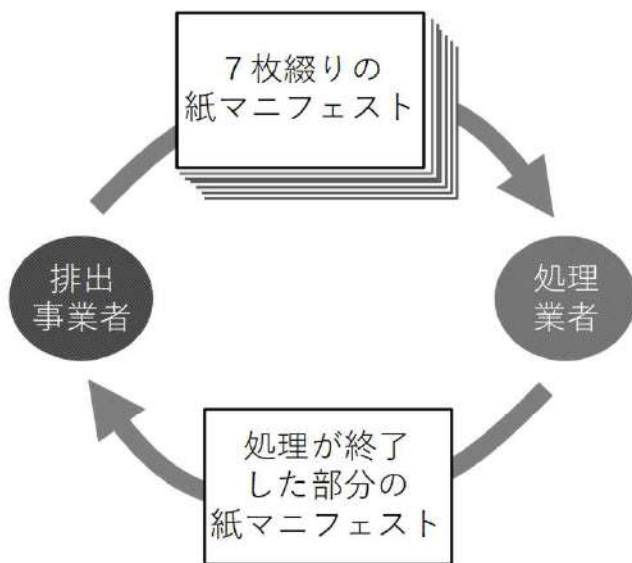 ７枚綴りの
紙マニフェスト
排出
事業者
処理
業者
処理が終了
した部分の
紙マニフェスト